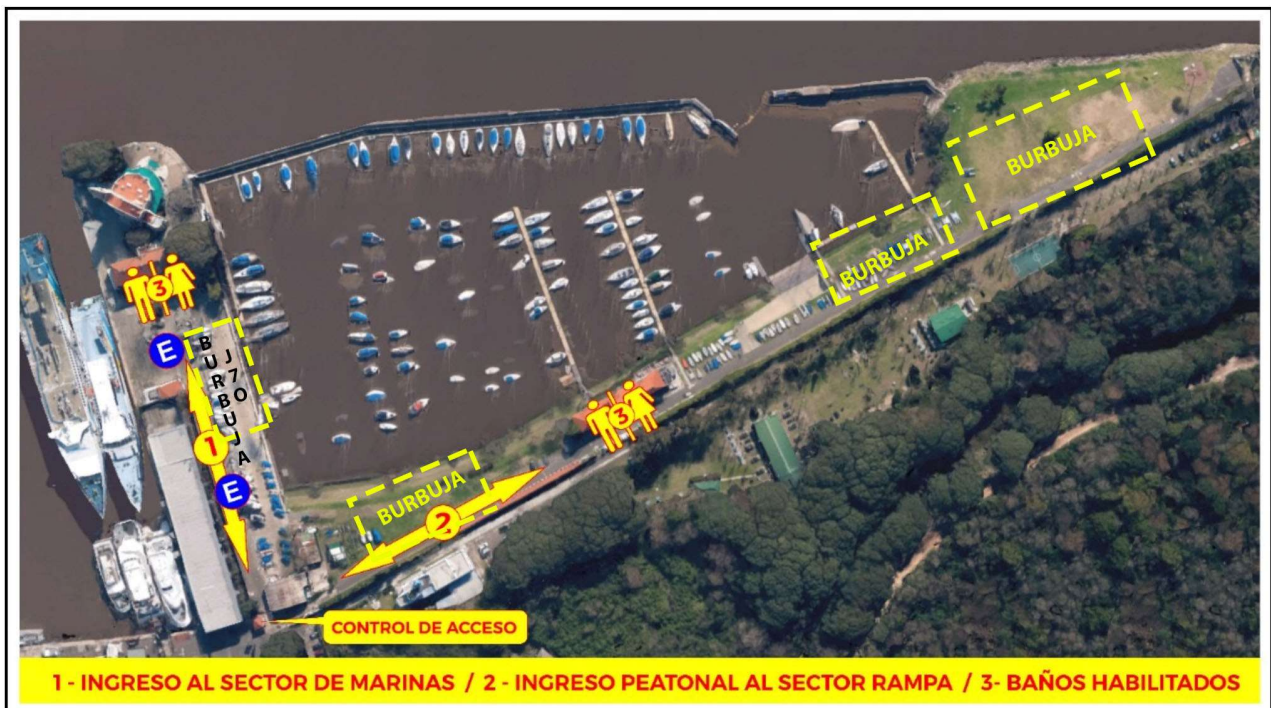 BURBUJA
BURBUJA
3
E
BURBUJA
J70
1
E
3
BURBUJA
2
CONTROL DE ACCESO
1 - INGRESO AL SECTOR DE MARINAS / 2 - INGRESO PEATONAL AL SECTOR RAMPA / 3- BAÑOS HABILITADOS